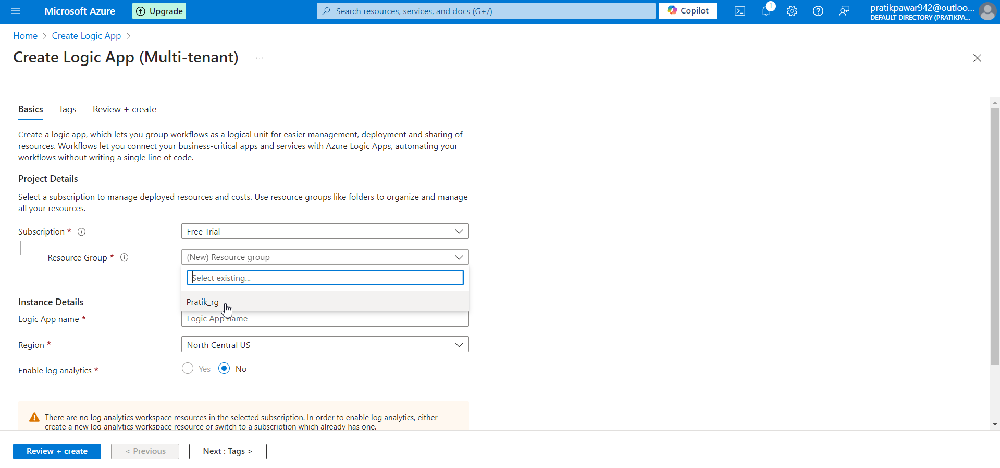 Microsoft Azure
Upgrade
Search resources, services, and docs (G+/)
Copilot
1
pratikpawar942@outloo...
DEFAULT DIRECTORY (PRATIKPA...
Home > Create Logic App >
Create Logic App (Multi-tenant) ...
Basics Tags Review + create
Create a logic app, which lets you group workflows as a logical unit for easier management, deployment and sharing of
resources. Workflows let you connect your business-critical apps and services with Azure Logic Apps, automating your
workflows without writing a single line of code.
Project Details
Select a subscription to manage deployed resources and costs. Use resource groups like folders to organize and manage
all your resources.
Subscription * Free Trial
Resource Group * (New) Resource group
Select existing...
Pratik_rg
Instance Details
Logic App name * Logic App name
Region * North Central US
Enable log analytics * Yes No
There are no log analytics workspace resources in the selected subscription. In order to enable log analytics, either
create a new log analytics workspace resource or switch to a subscription which already has one.
Review + create < Previous Next : Tags >